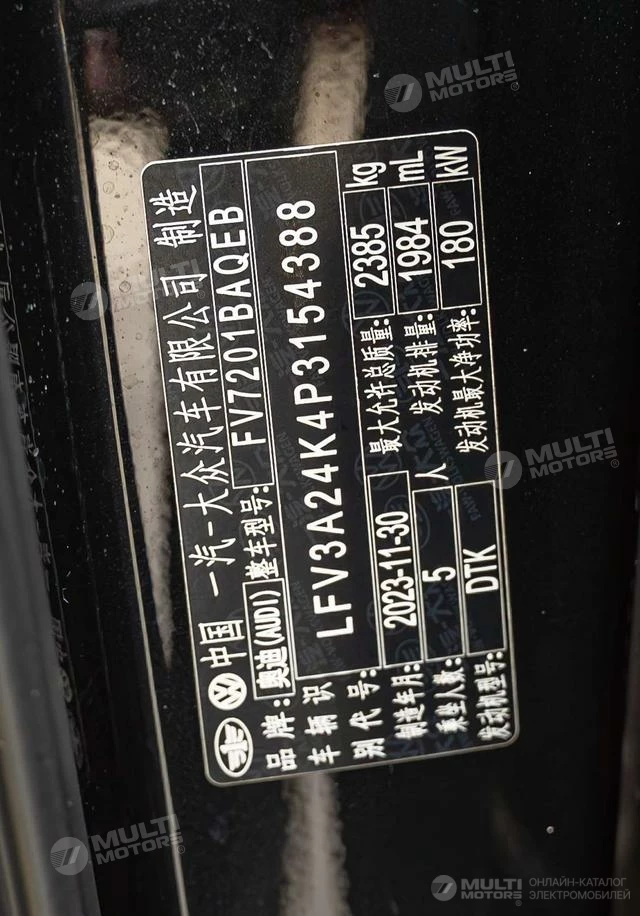 中国 一汽-大众汽车有限公司 制造
品牌: 奥迪(AUDI) 整车型号: FV7201BAQEB
车辆识别代号: LFV3A24K4P3154388
制造年月: 2023-11-30 最大允许总质量: 2385 kg
乘坐人数: 5 人 发动机排量: 1984 mL
发动机型号: DTK 发动机最大净功率: 180 kW
MULTI
MOTORS
MULTI
MOTORS
MULTI
MOTORS
MULTI
MOTORS
MULTI
MOTORS
ОНЛАЙН-КАТАЛОГ
ЭЛЕКТРОМОБИЛЕЙ